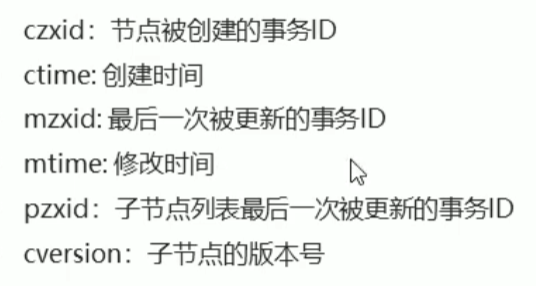 czxid：节点被创建的事务ID
ctime: 创建时间
mzxid: 最后一次被更新的事务ID
mtime: 修改时间
pzxid：子节点列表最后一次被更新的事务ID
cversion：子节点的版本号